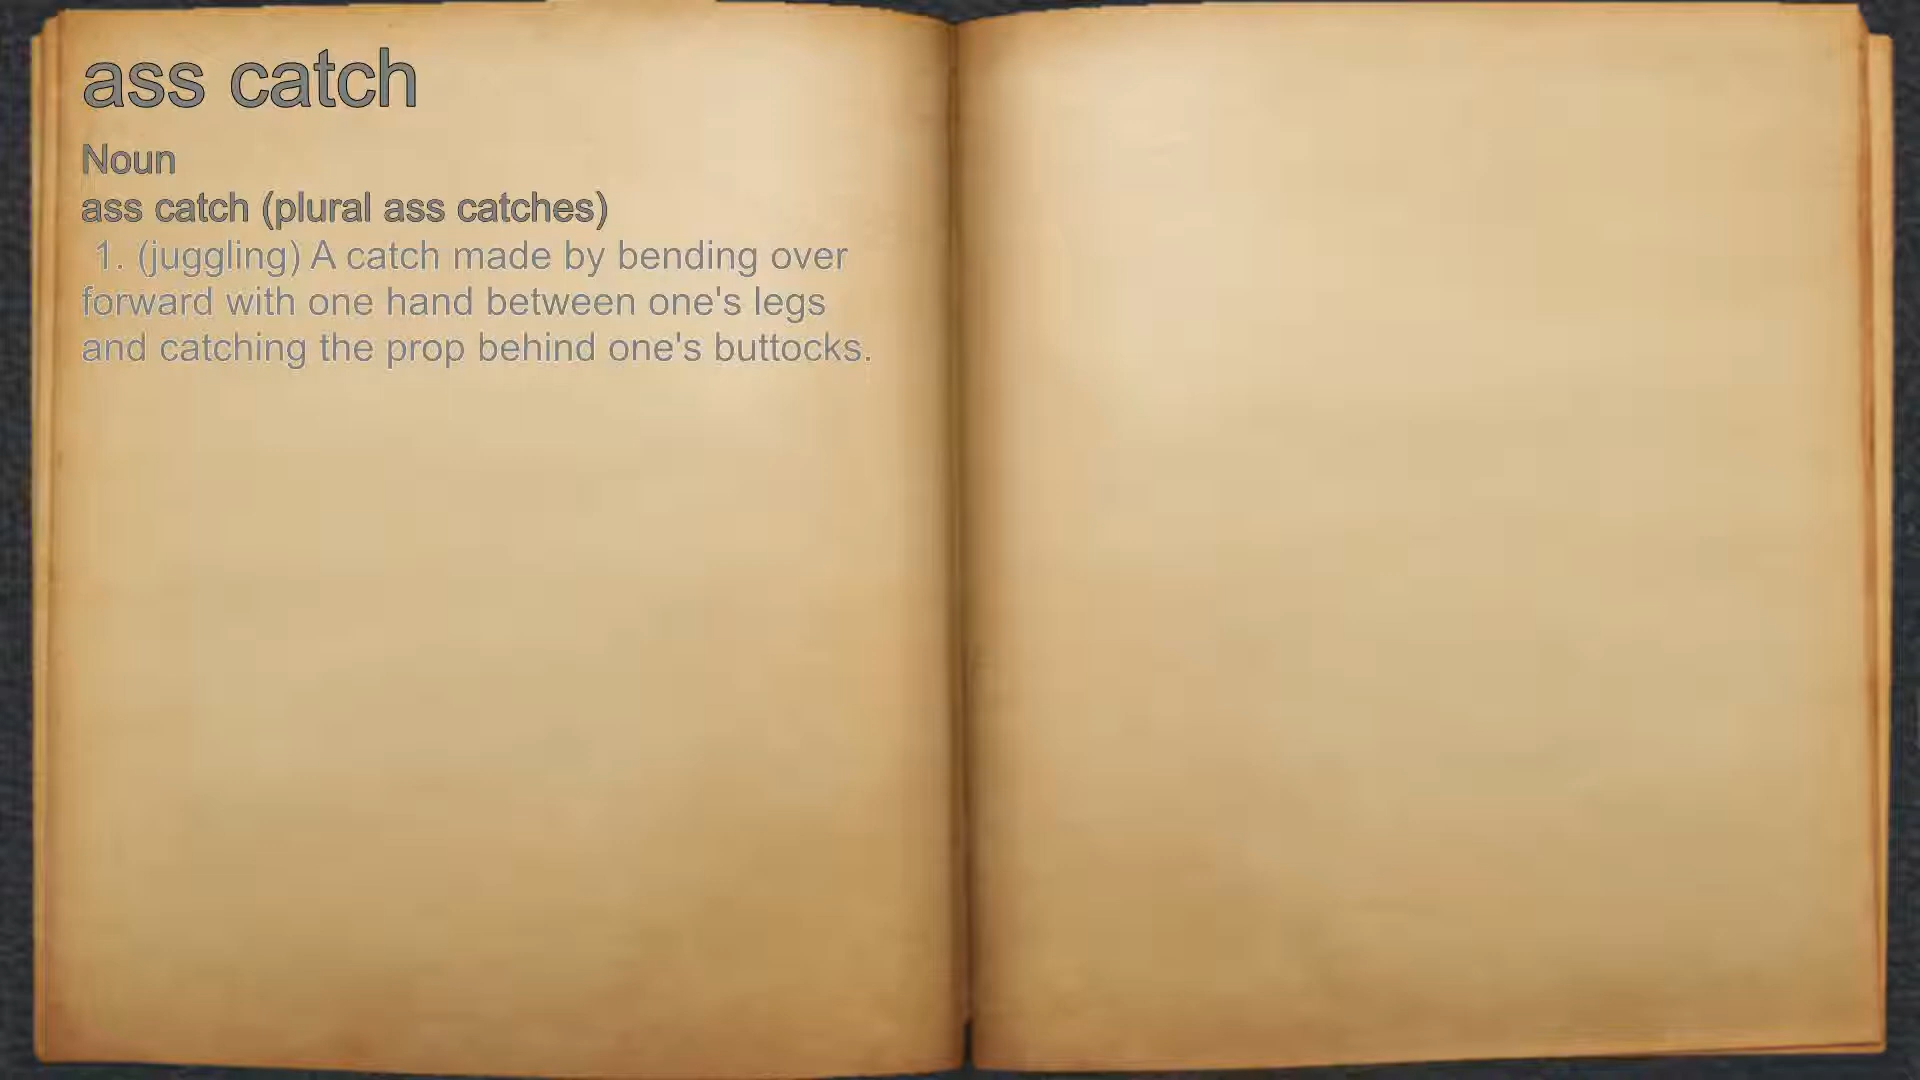 ass catch
Noun
ass catch (plural ass catches)
1. (juggling) A catch made by bending over
forward with one hand between one's legs
and catching the prop behind one's buttocks.